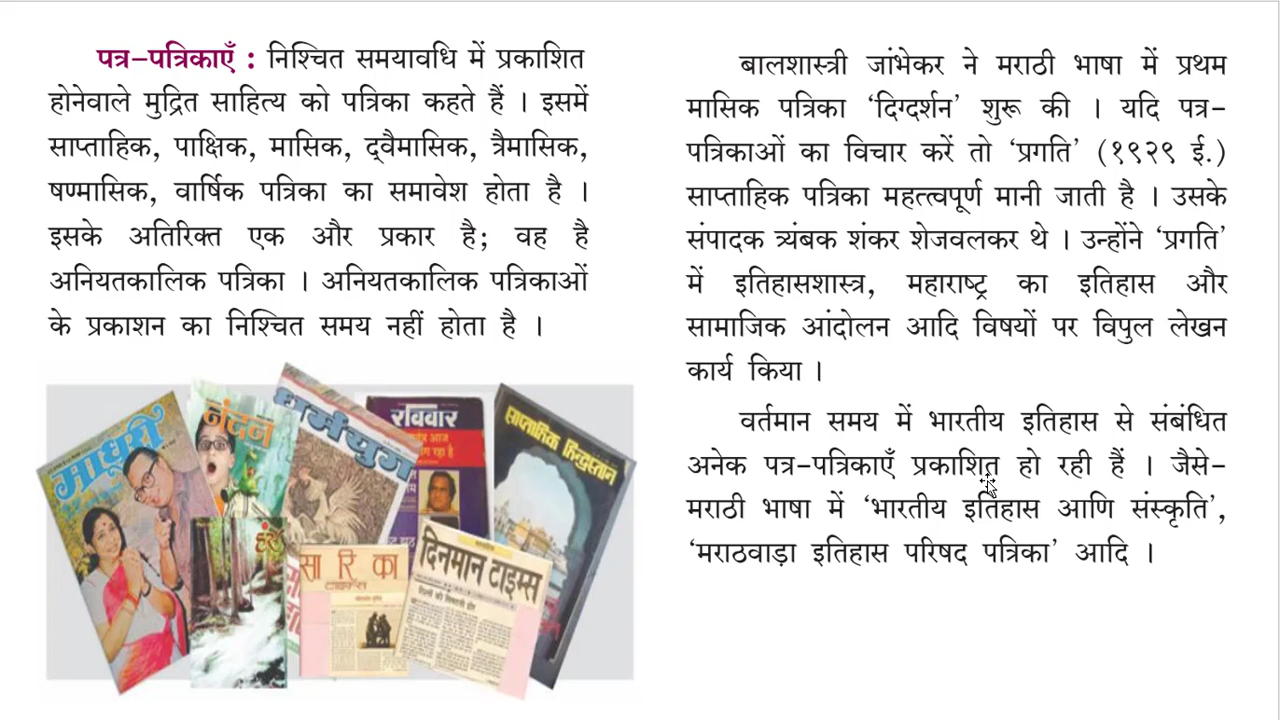 पत्र-पत्रिकाएँ : निश्चित समयावधि में प्रकाशित
होनेवाले मुद्रित साहित्य को पत्रिका कहते हैं । इसमें
साप्ताहिक, पाक्षिक, मासिक, द्‌वैमासिक, त्रैमासिक,
षण्मासिक, वार्षिक पत्रिका का समावेश होता है ।
इसके अतिरिक्त एक और प्रकार है; वह है
अनियतकालिक पत्रिका । अनियतकालिक पत्रिकाओं
के प्रकाशन का निश्चित समय नहीं होता है ।
माधुरी
नंदन
धर्मयुग
रविवार
साप्ताहिक हिन्दुस्तान
हंस
सारिका
टाइम्स
दिनमान टाइम्स
बालशास्त्री जांभेकर ने मराठी भाषा में प्रथम
मासिक पत्रिका ‘दिग्दर्शन’ शुरू की । यदि पत्र-
पत्रिकाओं का विचार करें तो ‘प्रगति’ (१९२९ ई.)
साप्ताहिक पत्रिका महत्त्वपूर्ण मानी जाती है । उसके
संपादक त्र्यंबक शंकर शेजवलकर थे । उन्होंने ‘प्रगति’
में इतिहासशास्त्र, महाराष्ट्र का इतिहास और
सामाजिक आंदोलन आदि विषयों पर विपुल लेखन
कार्य किया ।
वर्तमान समय में भारतीय इतिहास से संबंधित
अनेक पत्र-पत्रिकाएँ प्रकाशित हो रही हैं । जैसे-
मराठी भाषा में ‘भारतीय इतिहास आणि संस्कृति’,
‘मराठवाड़ा इतिहास परिषद पत्रिका’ आदि ।